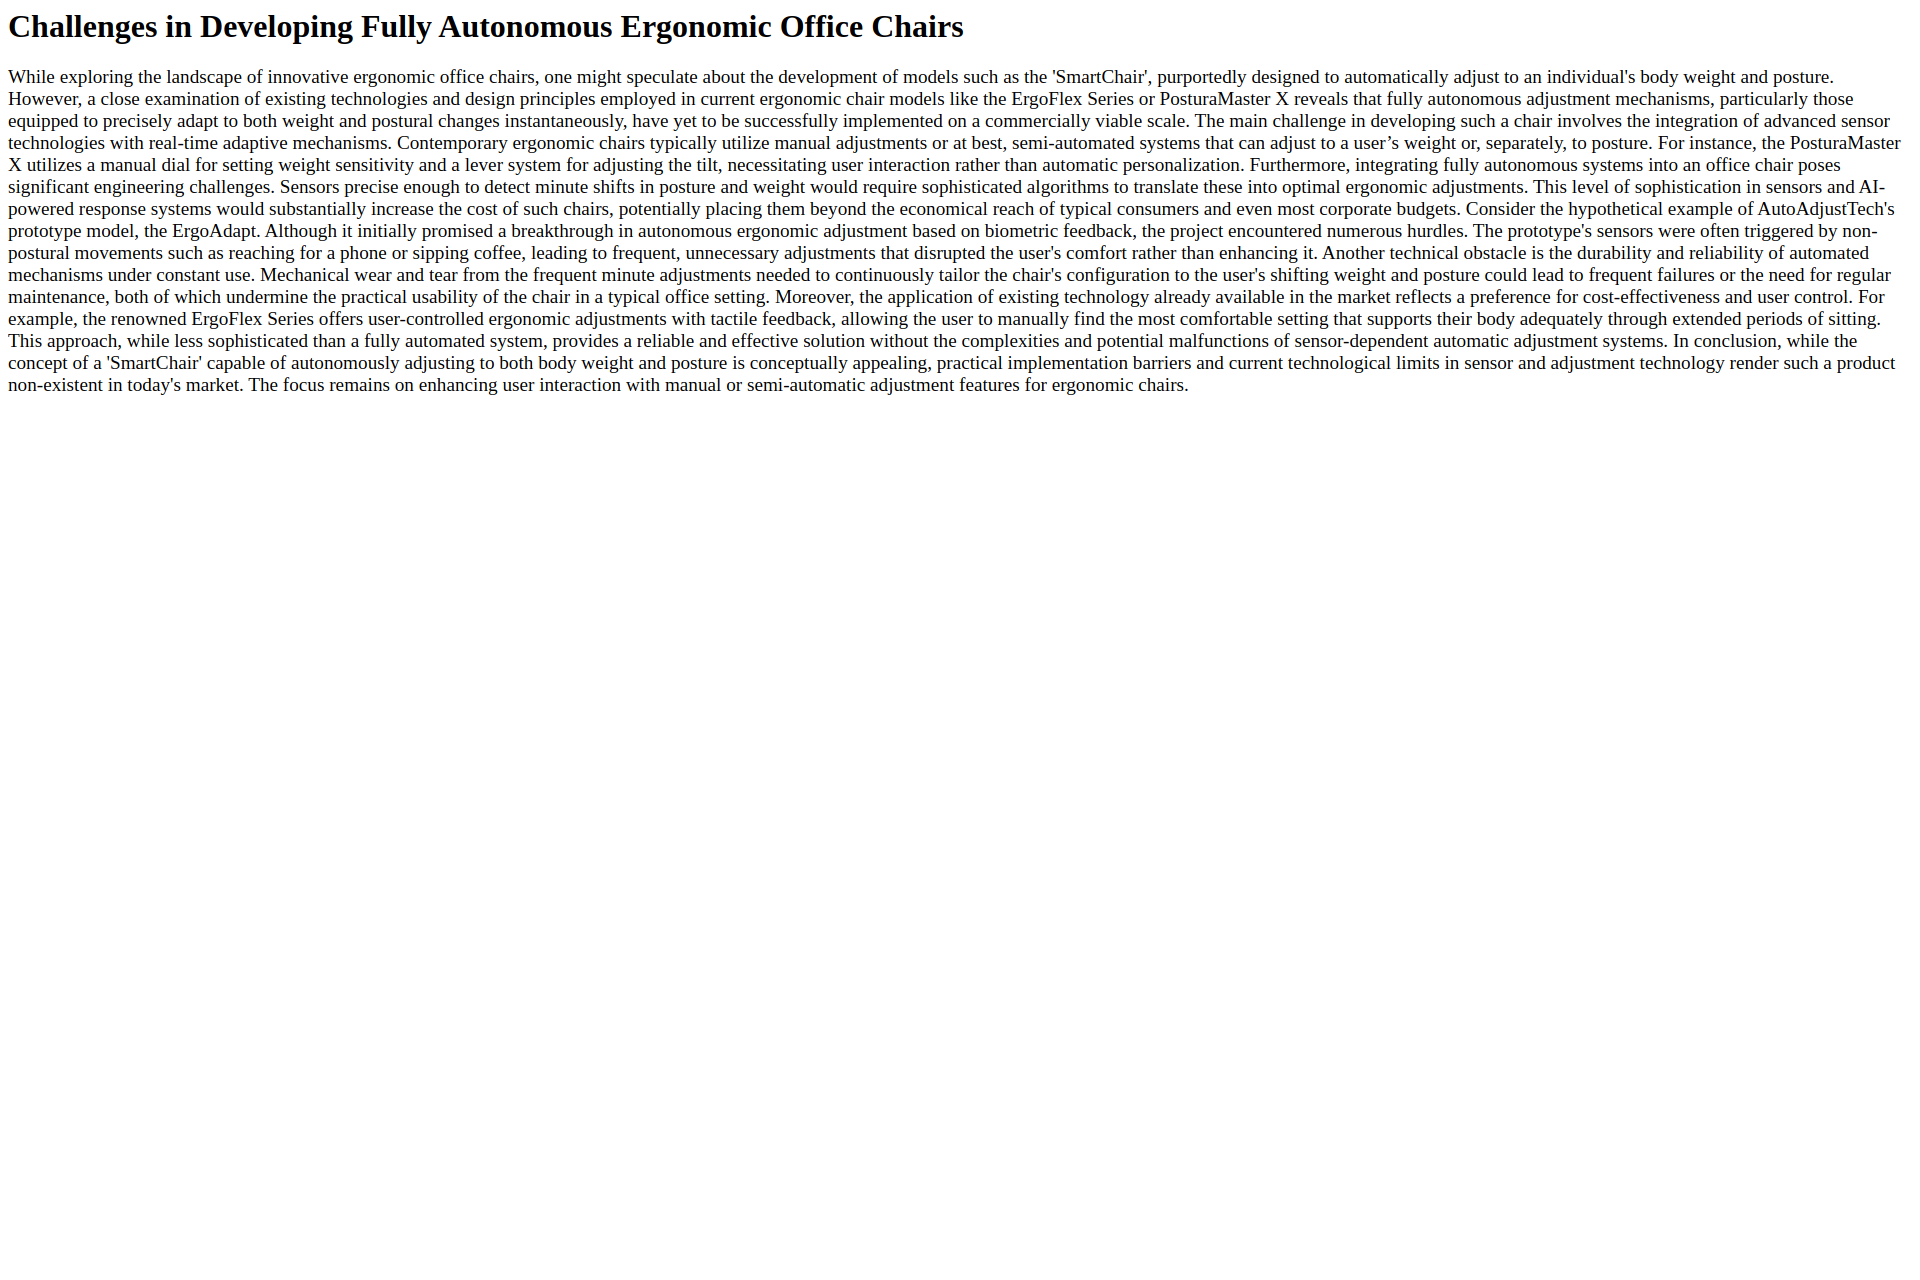 Challenges in Developing Fully Autonomous Ergonomic Office Chairs
While exploring the landscape of innovative ergonomic office chairs, one might speculate about the development of models such as the 'SmartChair', purportedly designed to automatically adjust to an individual's body weight and posture.
However, a close examination of existing technologies and design principles employed in current ergonomic chair models like the ErgoFlex Series or PosturaMaster X reveals that fully autonomous adjustment mechanisms, particularly those
equipped to precisely adapt to both weight and postural changes instantaneously, have yet to be successfully implemented on a commercially viable scale. The main challenge in developing such a chair involves the integration of advanced sensor
technologies with real-time adaptive mechanisms. Contemporary ergonomic chairs typically utilize manual adjustments or at best, semi-automated systems that can adjust to a user’s weight or, separately, to posture. For instance, the PosturaMaster
X utilizes a manual dial for setting weight sensitivity and a lever system for adjusting the tilt, necessitating user interaction rather than automatic personalization. Furthermore, integrating fully autonomous systems into an office chair poses
significant engineering challenges. Sensors precise enough to detect minute shifts in posture and weight would require sophisticated algorithms to translate these into optimal ergonomic adjustments. This level of sophistication in sensors and AI-
powered response systems would substantially increase the cost of such chairs, potentially placing them beyond the economical reach of typical consumers and even most corporate budgets. Consider the hypothetical example of AutoAdjustTech's
prototype model, the ErgoAdapt. Although it initially promised a breakthrough in autonomous ergonomic adjustment based on biometric feedback, the project encountered numerous hurdles. The prototype's sensors were often triggered by non-
postural movements such as reaching for a phone or sipping coffee, leading to frequent, unnecessary adjustments that disrupted the user's comfort rather than enhancing it. Another technical obstacle is the durability and reliability of automated
mechanisms under constant use. Mechanical wear and tear from the frequent minute adjustments needed to continuously tailor the chair's configuration to the user's shifting weight and posture could lead to frequent failures or the need for regular
maintenance, both of which undermine the practical usability of the chair in a typical office setting. Moreover, the application of existing technology already available in the market reflects a preference for cost-effectiveness and user control. For
example, the renowned ErgoFlex Series offers user-controlled ergonomic adjustments with tactile feedback, allowing the user to manually find the most comfortable setting that supports their body adequately through extended periods of sitting.
This approach, while less sophisticated than a fully automated system, provides a reliable and effective solution without the complexities and potential malfunctions of sensor-dependent automatic adjustment systems. In conclusion, while the
concept of a 'SmartChair' capable of autonomously adjusting to both body weight and posture is conceptually appealing, practical implementation barriers and current technological limits in sensor and adjustment technology render such a product
non-existent in today's market. The focus remains on enhancing user interaction with manual or semi-automatic adjustment features for ergonomic chairs.